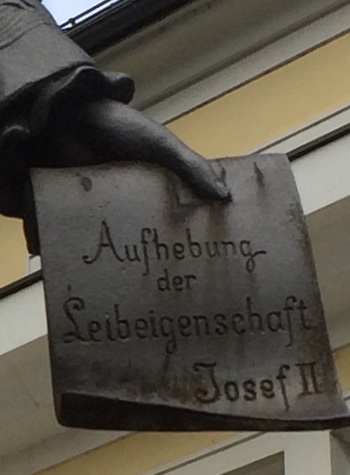 Aufhebung
der
Leibeigenschaft
Josef II